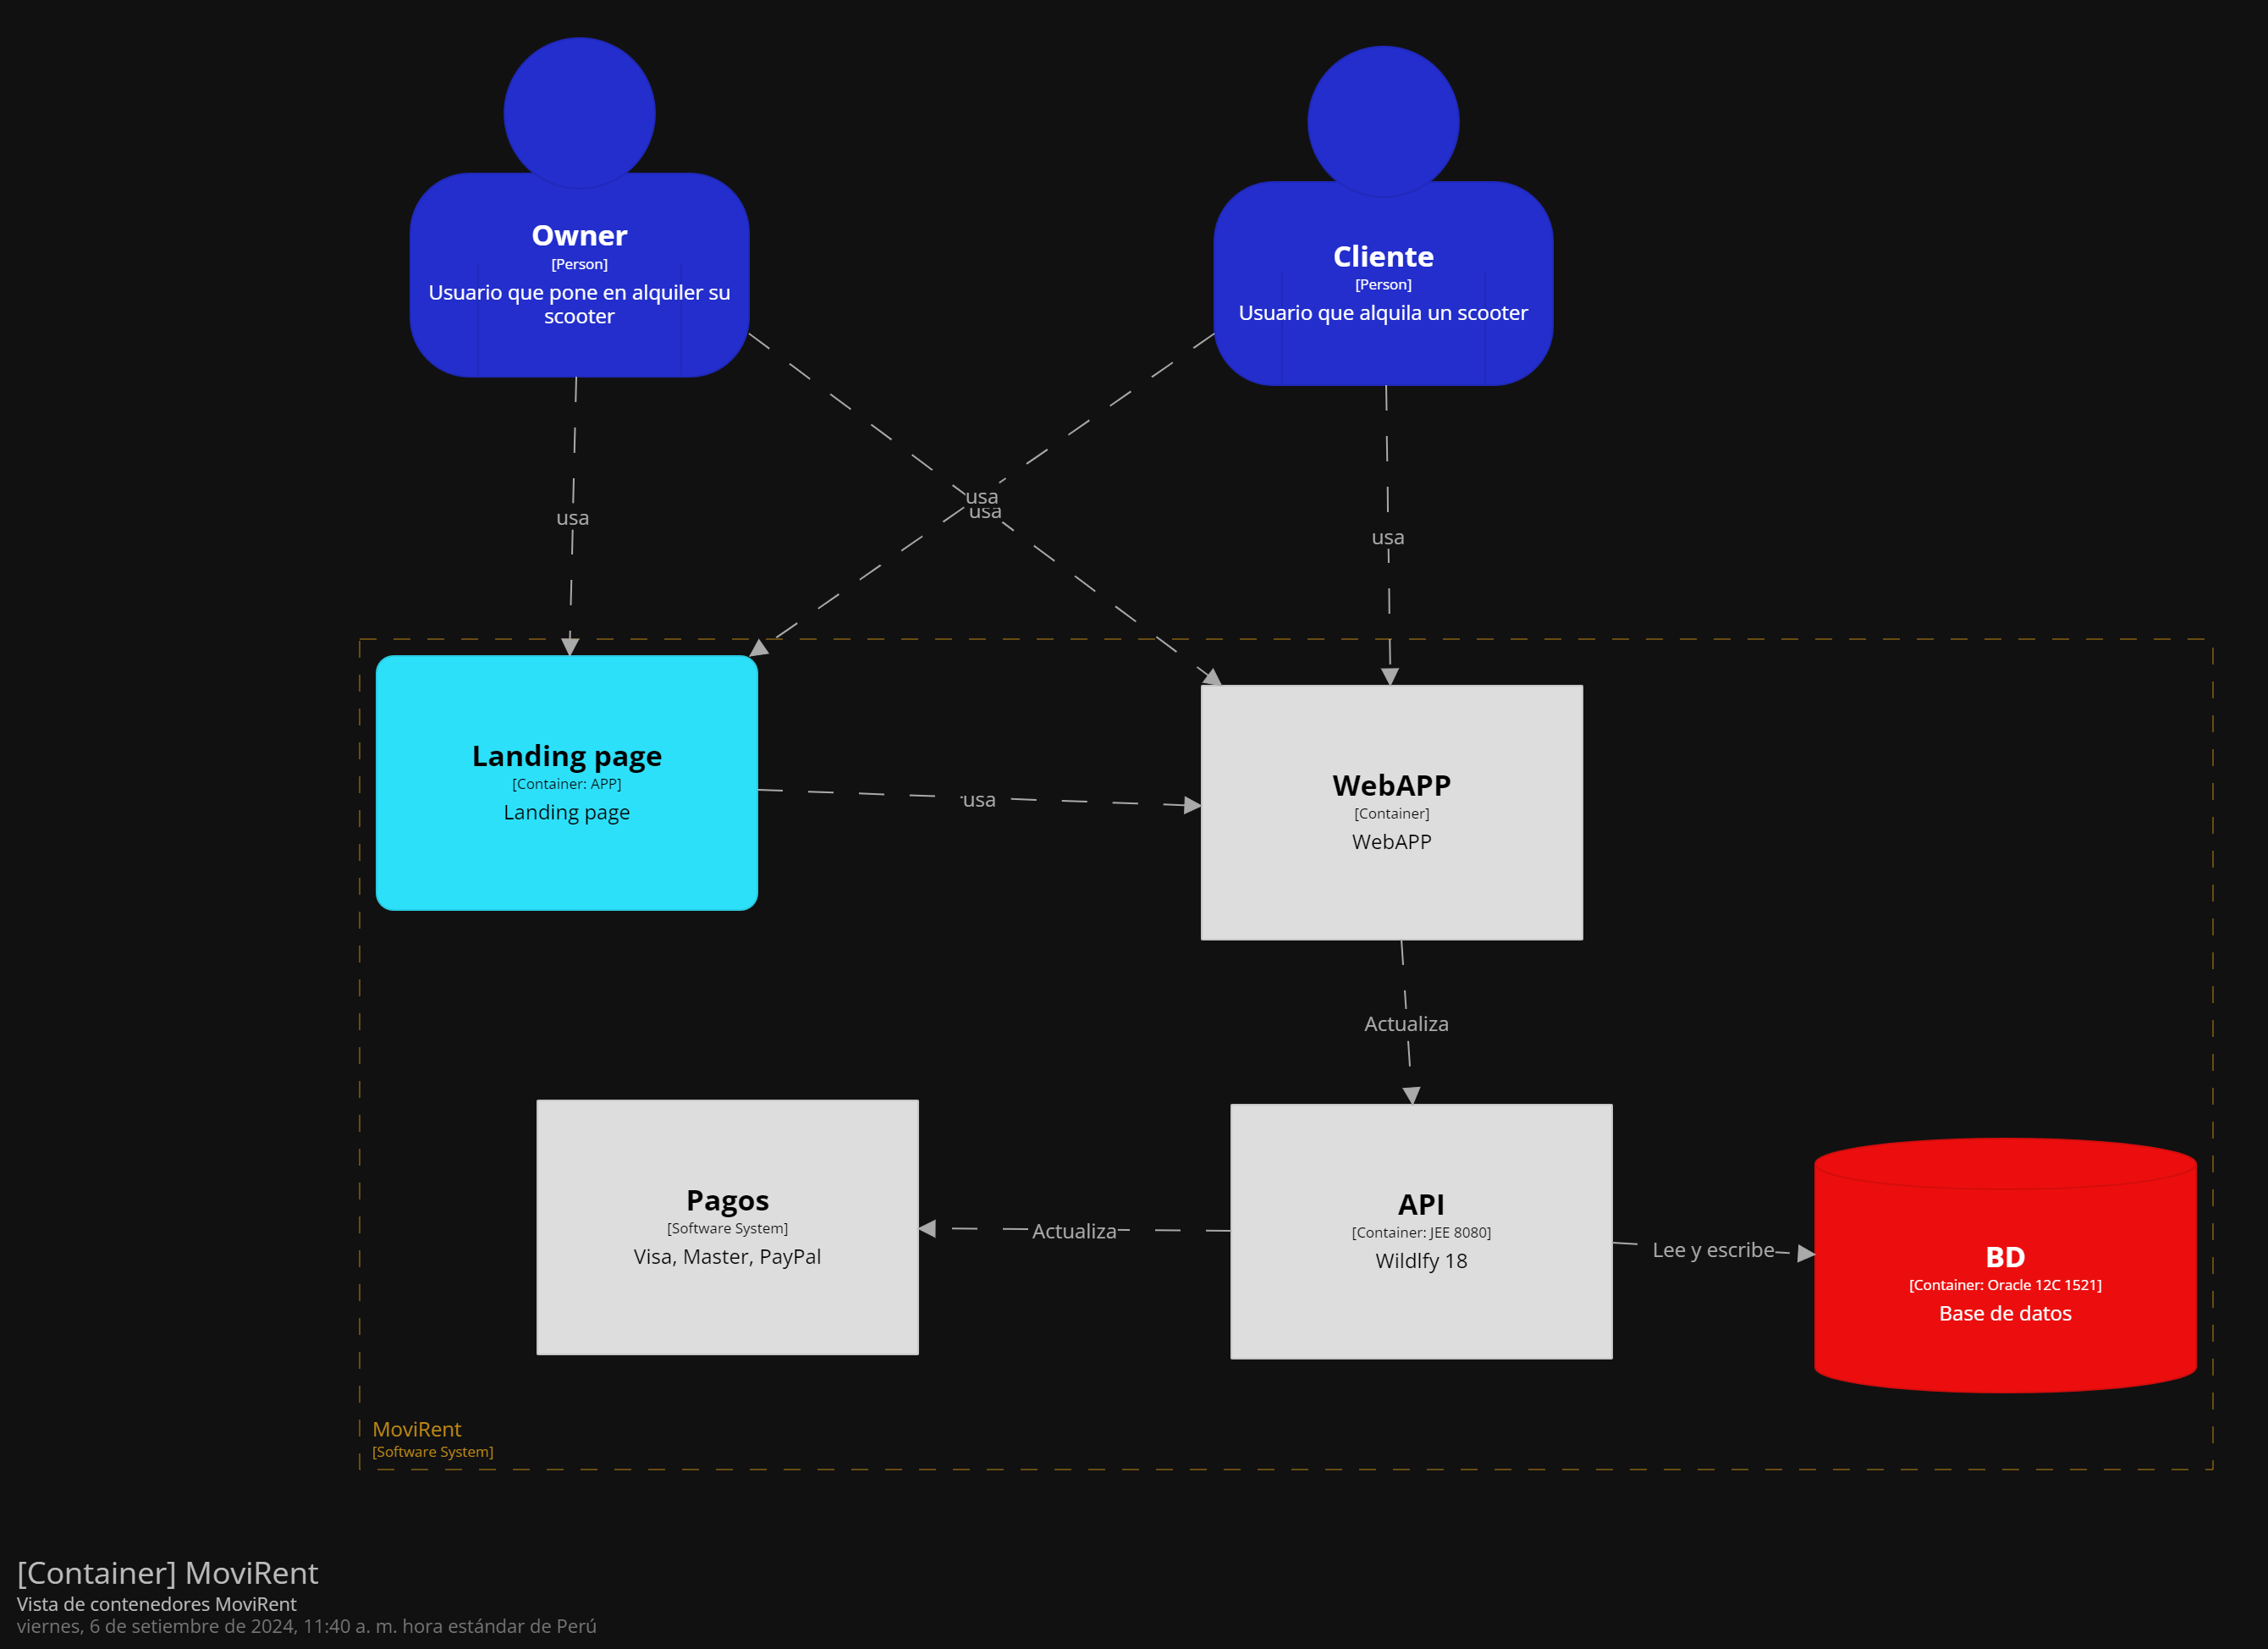 Owner
[Person]
Usuario que pone en alquiler su
scooter
Cliente
[Person]
Usuario que alquila un scooter
usa
usa
usa
usa
Landing page
[Container: APP]
Landing page
usa
WebAPP
[Container]
WebAPP
Actualiza
Pagos
[Software System]
Visa, Master, PayPal
Actualiza
API
[Container: JEE 8080]
Wildlfy 18
Lee y escribe
BD
[Container: Oracle 12C 1521]
Base de datos
MoviRent
[Software System]
[Container] MoviRent
Vista de contenedores MoviRent
viernes, 6 de setiembre de 2024, 11:40 a. m. hora estándar de Perú